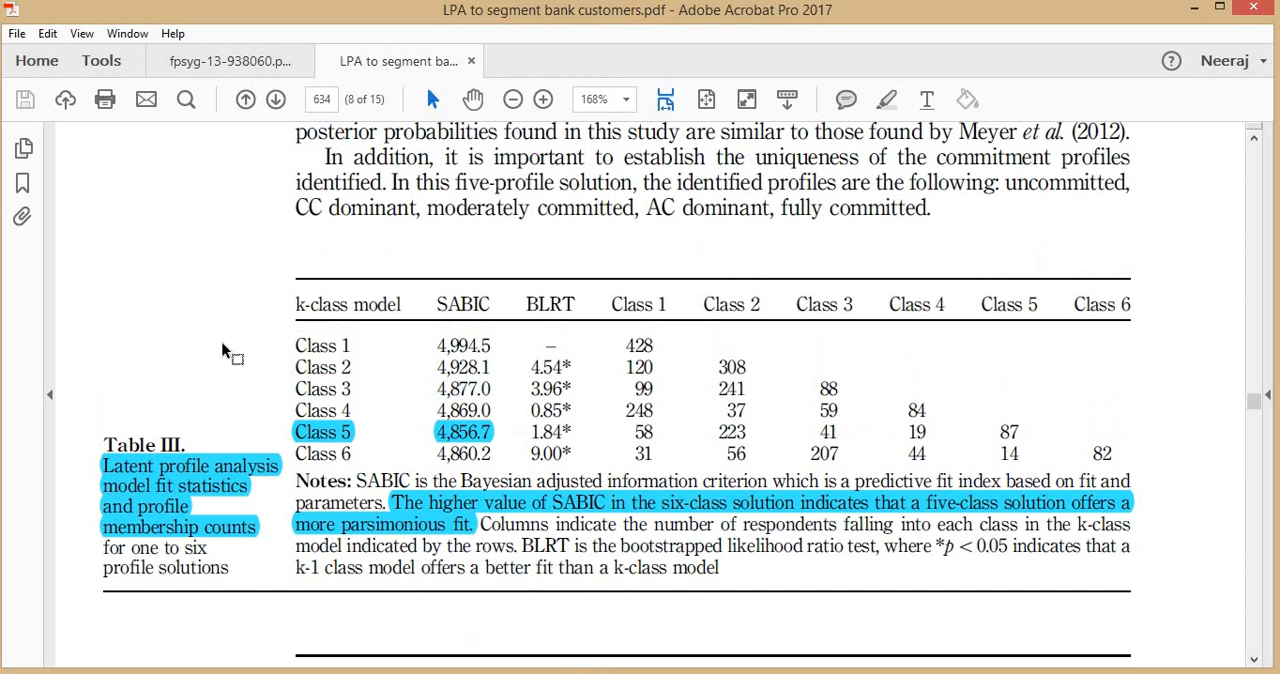 LPA to segment bank customers.pdf - Adobe Acrobat Pro 2017
File Edit View Window Help
Home Tools fpsyg-13-938060.p... LPA to segment ba... × Neeraj
634 (8 of 15) 168%
posterior probabilities found in this study are similar to those found by Meyer et al. (2012).
In addition, it is important to establish the uniqueness of the commitment profiles
identified. In this five-profile solution, the identified profiles are the following: uncommitted,
CC dominant, moderately committed, AC dominant, fully committed.
k-class model SABIC BLRT Class 1 Class 2 Class 3 Class 4 Class 5 Class 6
Class 1 4,994.5 – 428
Class 2 4,928.1 4.54* 120 308
Class 3 4,877.0 3.96* 99 241 88
Class 4 4,869.0 0.85* 248 37 59 84
Class 5 4,856.7 1.84* 58 223 41 19 87
Class 6 4,860.2 9.00* 31 56 207 44 14 82
Table III.
Latent profile analysis
model fit statistics
and profile
membership counts
for one to six
profile solutions
Notes: SABIC is the Bayesian adjusted information criterion which is a predictive fit index based on fit and
parameters. The higher value of SABIC in the six-class solution indicates that a five-class solution offers a
more parsimonious fit. Columns indicate the number of respondents falling into each class in the k-class
model indicated by the rows. BLRT is the bootstrapped likelihood ratio test, where *p < 0.05 indicates that a
k-1 class model offers a better fit than a k-class model